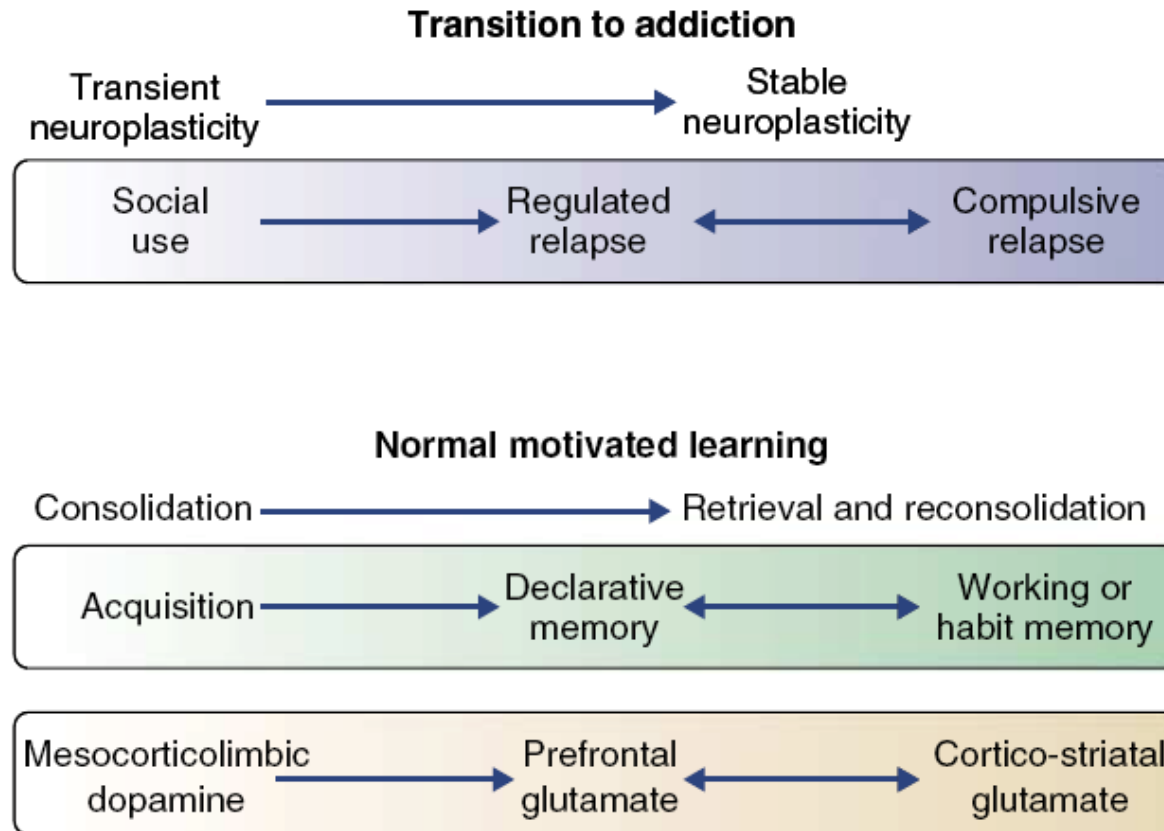 Transition to addiction
Transient
neuroplasticity
Stable
neuroplasticity
Social
use
Regulated
relapse
Compulsive
relapse
Normal motivated learning
Consolidation
Retrieval and reconsolidation
Acquisition
Declarative
memory
Working or
habit memory
Mesocorticolimbic
dopamine
Prefrontal
glutamate
Cortico-striatal
glutamate